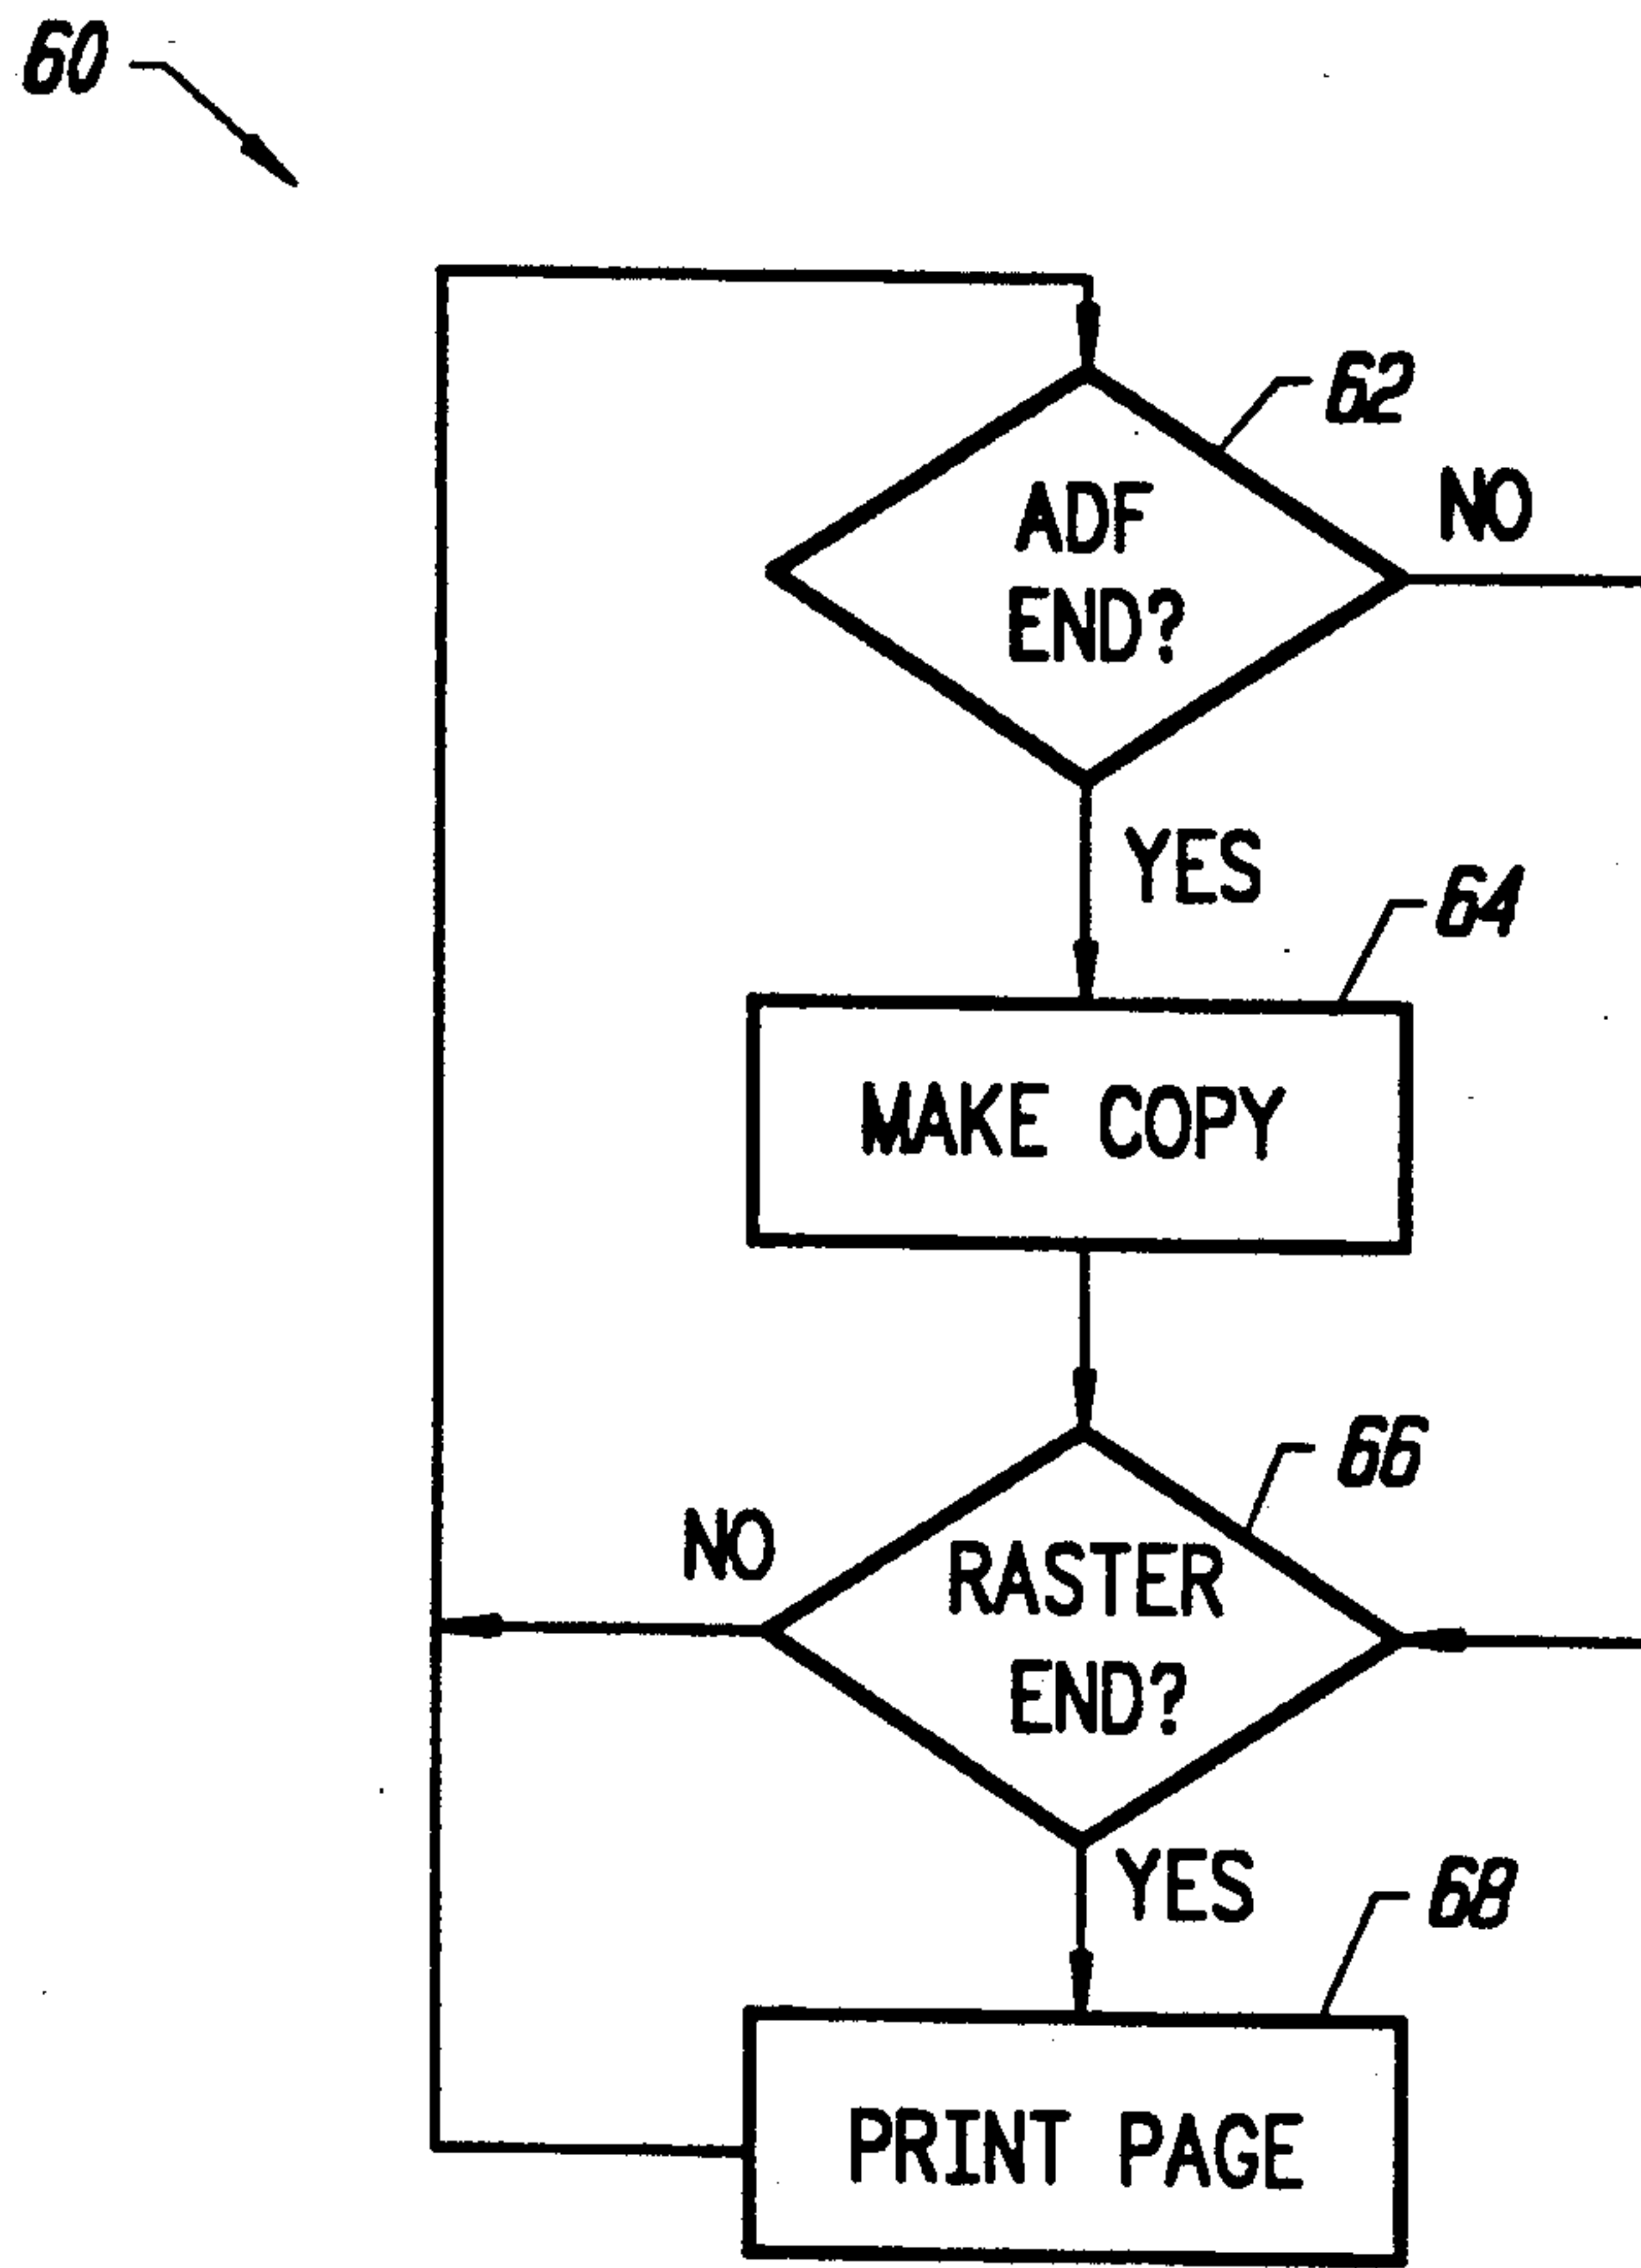 60
62
ADF
END?
NO
YES
64
MAKE COPY
66
NO
RASTER
END?
YES
68
PRINT PAGE